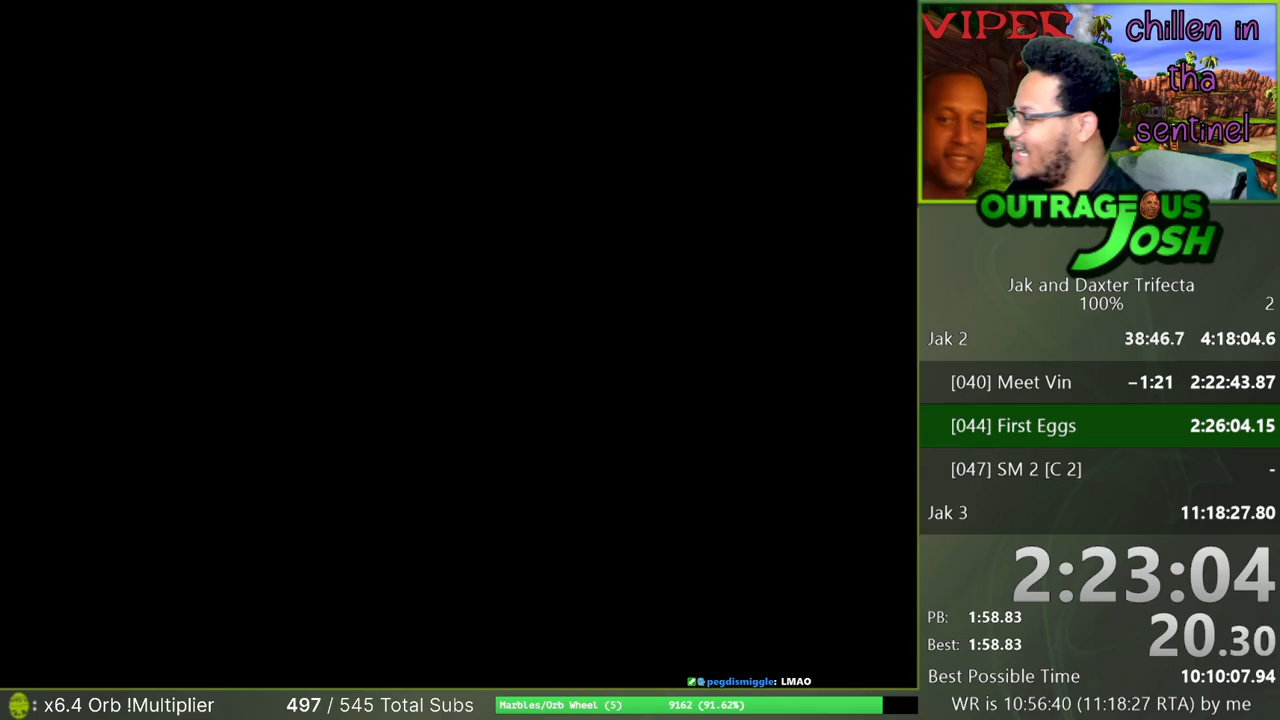 VIPER
chillen in
tha
sentinel
OUTRAGEOUS
JOSH
Jak and Daxter Trifecta
100% 2
Jak 2 38:46.7 4:18:04.6
[040] Meet Vin −1:21 2:22:43.87
[044] First Eggs 2:26:04.15
[047] SM 2 [C 2] -
Jak 3 11:18:27.80
2:23:04
PB: 1:58.83
20.30
Best: 1:58.83
Best Possible Time 10:10:07.94
WR is 10:56:40 (11:18:27 RTA) by me
pegdismiggle: LMAO
: x6.4 Orb !Multiplier 497 / 545 Total Subs Marbles/Orb Wheel (5) 9162 (91.62%)